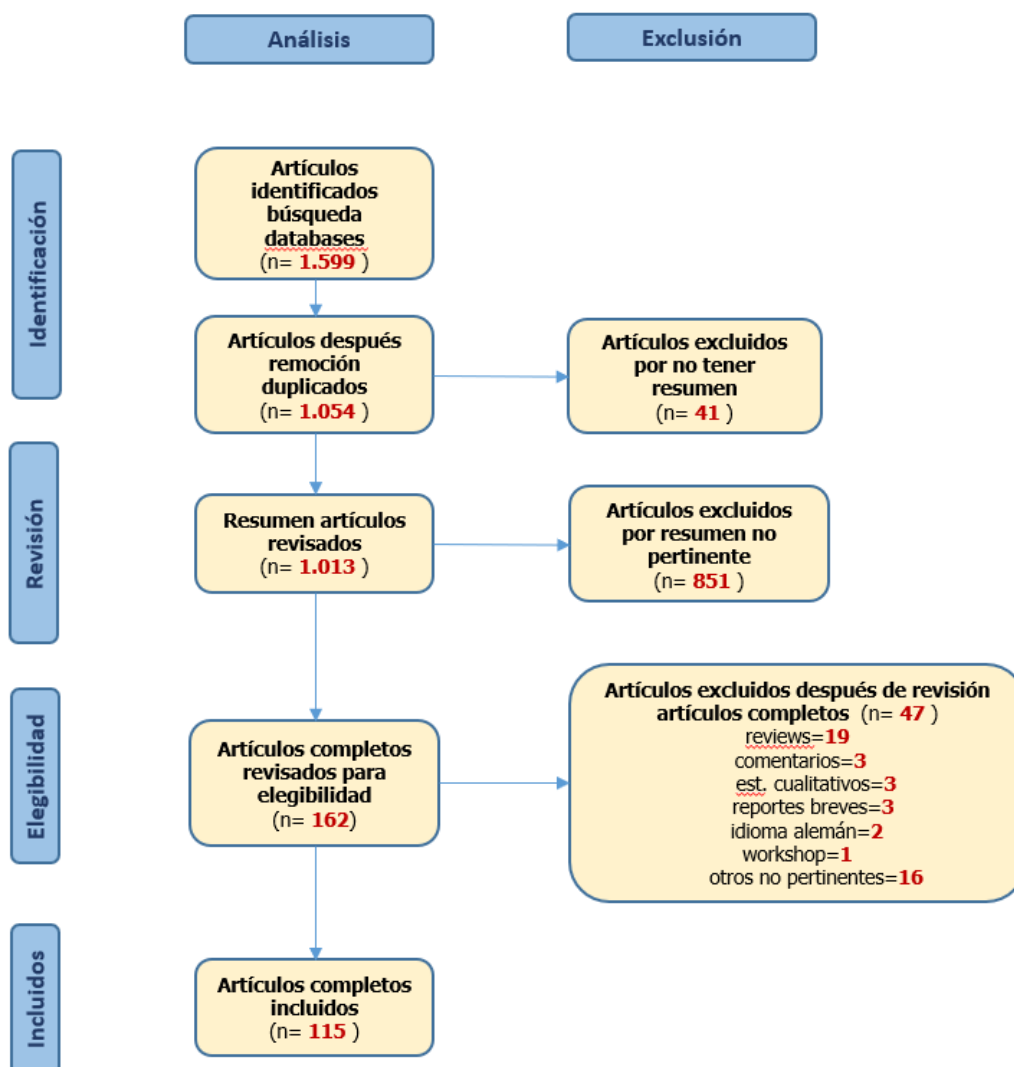 Análisis
Exclusión
Identificación
Artículos
identificados
búsqueda
databases
(n= 1.599 )
Artículos después
remoción
duplicados
(n= 1.054 )
Artículos excluidos
por no tener
resumen
(n= 41 )
Revisión
Resumen artículos
revisados
(n= 1.013 )
Artículos excluidos
por resumen no
pertinente
(n= 851 )
Elegibilidad
Artículos completos
revisados para
elegibilidad
(n= 162)
Artículos excluidos después de revisión
artículos completos (n= 47 )
reviews=19
comentarios=3
est. cualitativos=3
reportes breves=3
idioma alemán=2
workshop=1
otros no pertinentes=16
Incluidos
Artículos completos
incluidos
(n= 115 )